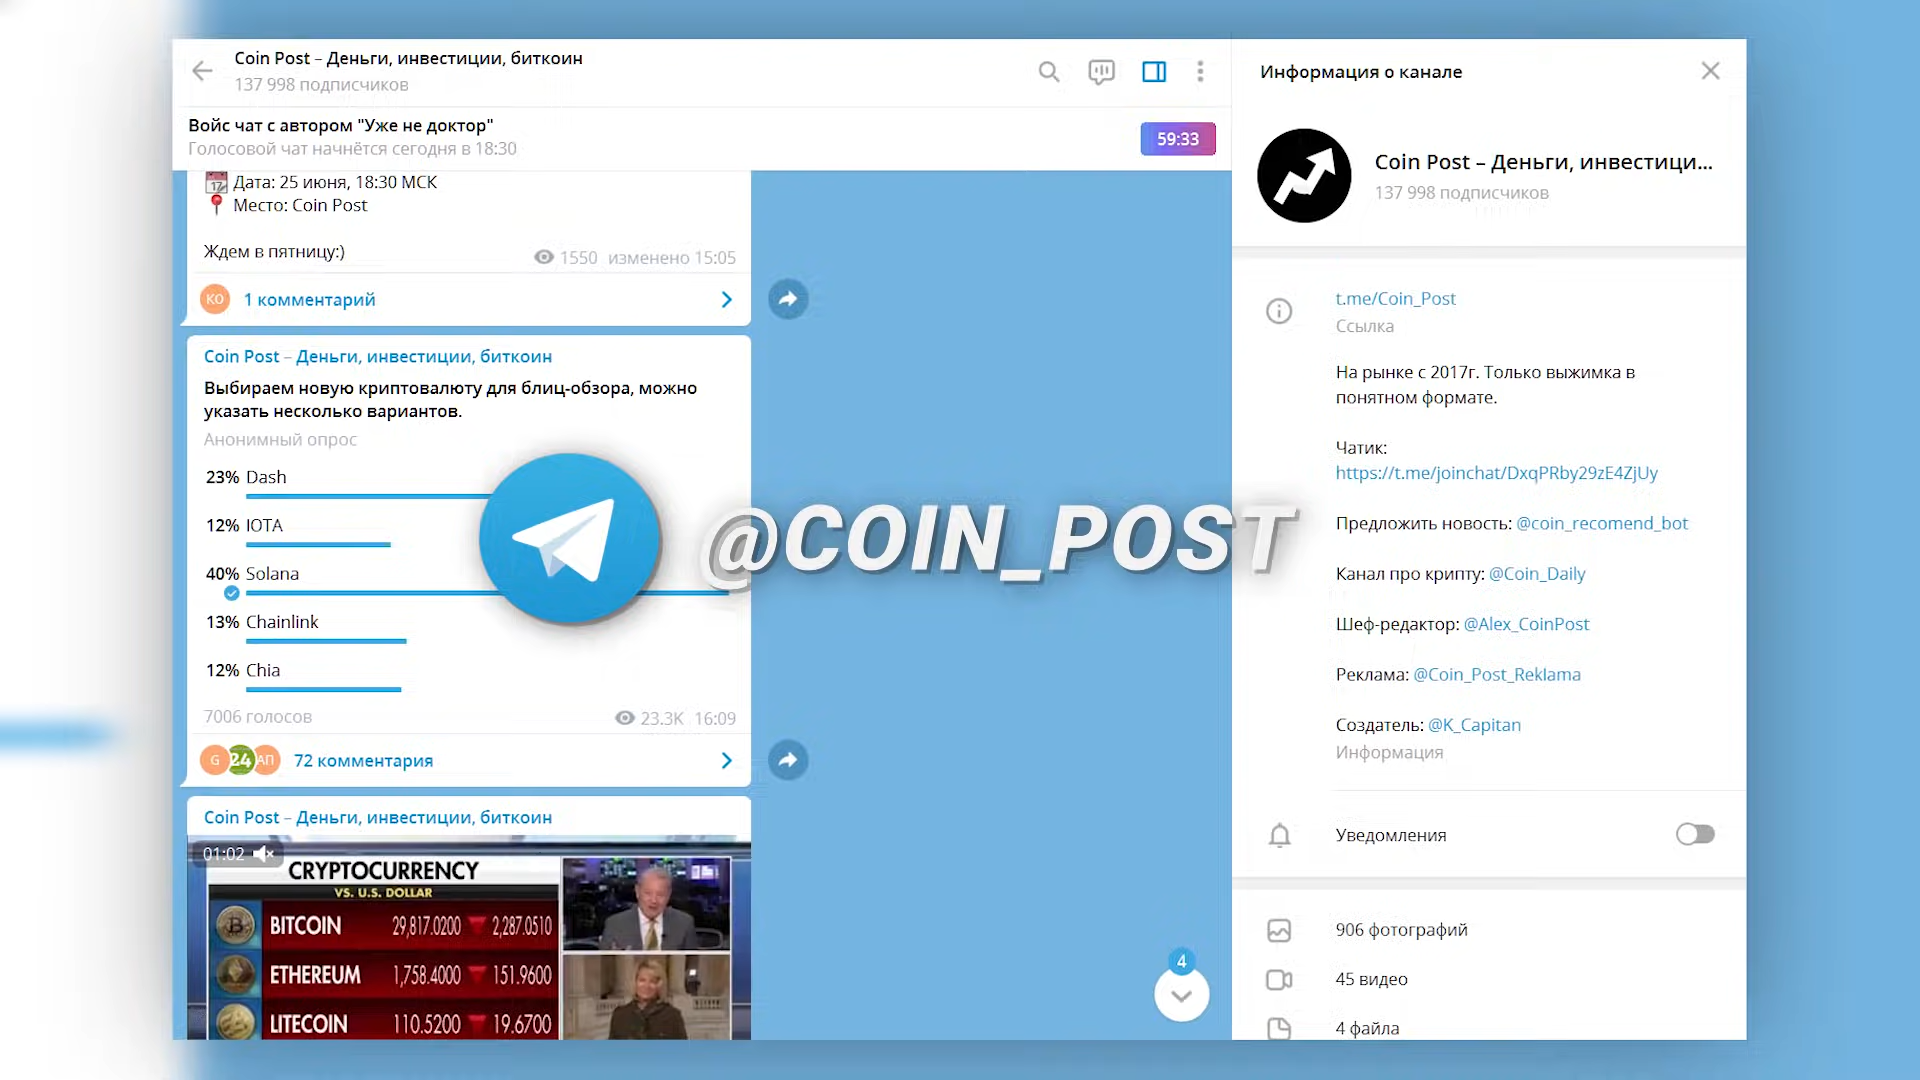 Coin Post – Деньги, инвестиции, биткоин
137 998 подписчиков
Войс чат с автором "Уже не доктор"
Голосовой чат начнётся сегодня в 18:30
59:33
17
Дата: 25 июня, 18:30 МСК
Место: Coin Post
Ждем в пятницу:)
1550 изменено 15:05
КО
1 комментарий
Coin Post – Деньги, инвестиции, биткоин
Выбираем новую криптовалюту для блиц-обзора, можно
указать несколько вариантов.
Анонимный опрос
23% Dash
12% IOTA
40% Solana
13% Chainlink
12% Chia
7006 голосов
23.3K 16:09
G 24 АП
72 комментария
Coin Post – Деньги, инвестиции, биткоин
01:02
CRYPTOCURRENCY
VS. U.S. DOLLAR
BITCOIN 29,817.0200 2,287.0510
ETHEREUM 1,758.4000 151.9600
LITECOIN 110.5200 19.6700
@COIN_POST
4
Информация о канале
Coin Post – Деньги, инвестици...
137 998 подписчиков
t.me/Coin_Post
Ссылка
На рынке с 2017г. Только выжимка в
понятном формате.
Чатик:
https://t.me/joinchat/DxqPRby29zE4ZjUy
Предложить новость: @coin_recomend_bot
Канал про крипту: @Coin_Daily
Шеф-редактор: @Alex_CoinPost
Реклама: @Coin_Post_Reklama
Создатель: @K_Capitan
Информация
Уведомления
906 фотографий
45 видео
4 файла